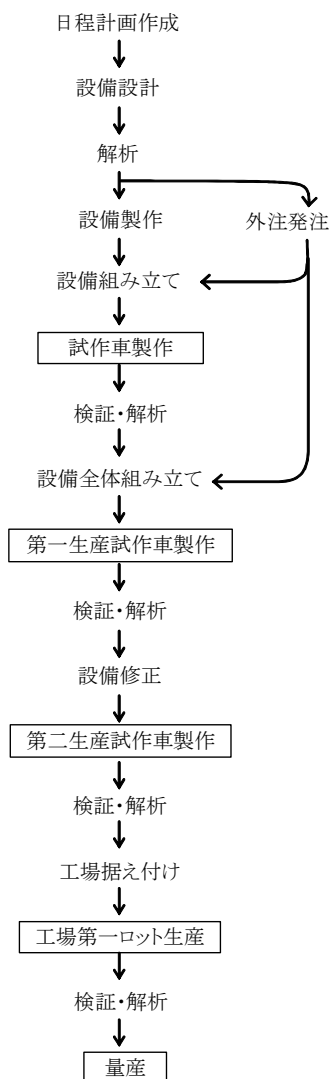 日程計画作成
設備設計
解析
設備製作
外注発注
設備組み立て
試作車製作
検証・解析
設備全体組み立て
第一生産試作車製作
検証・解析
設備修正
第二生産試作車製作
検証・解析
工場据え付け
工場第一ロット生産
検証・解析
量産